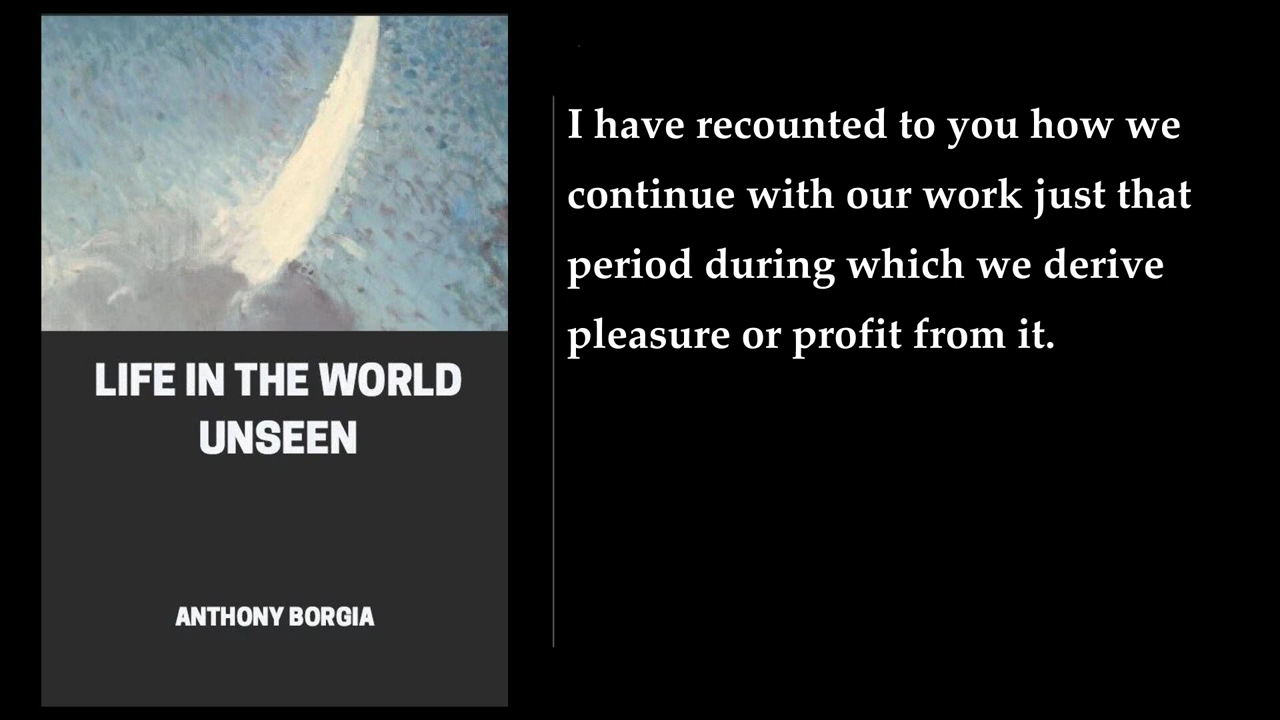 LIFE IN THE WORLD
UNSEEN
ANTHONY BORGIA
I have recounted to you how we
continue with our work just that
period during which we derive
pleasure or profit from it.